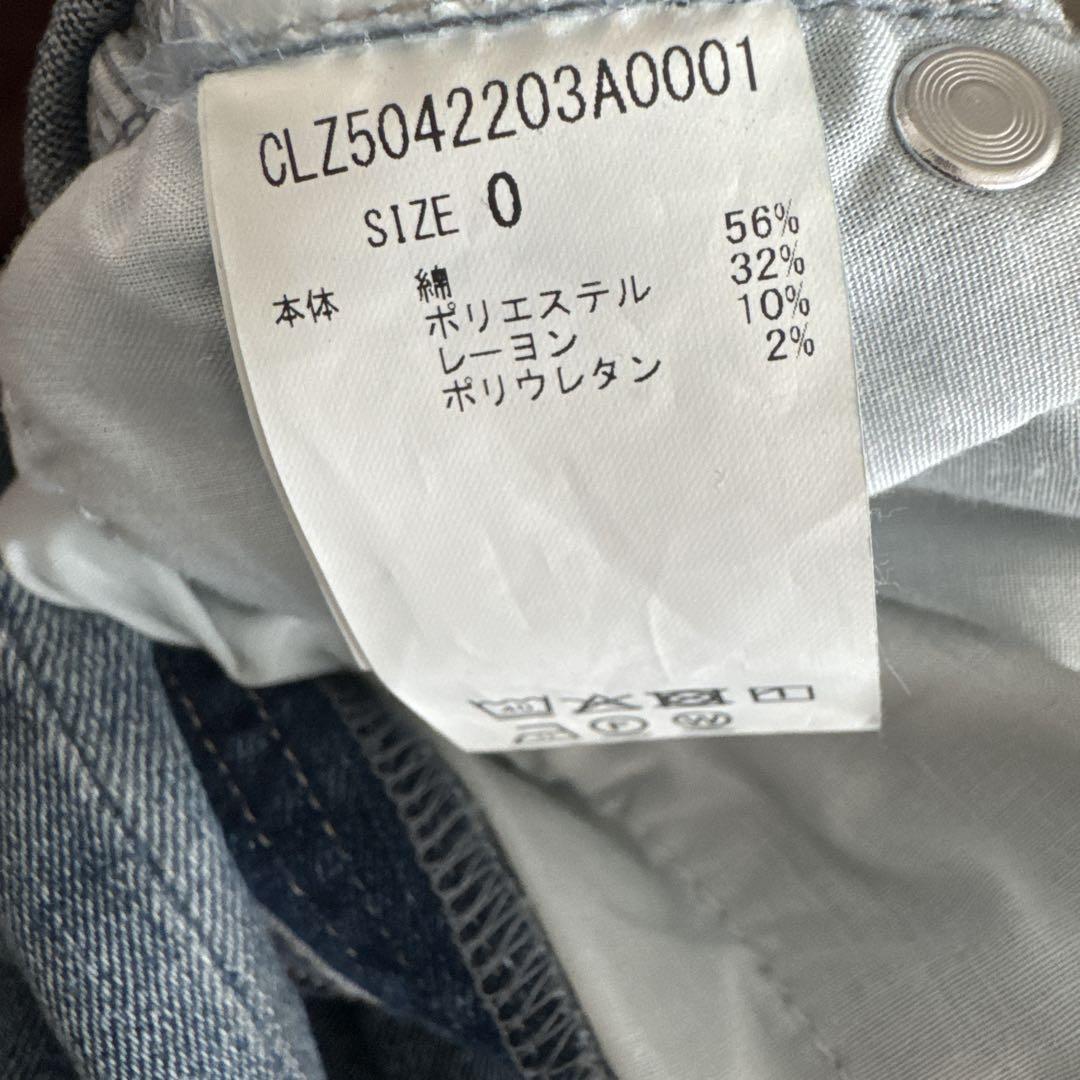 CLZ5042203A0001
SIZE 0
本体 綿 56%
ポリエステル 32%
レーヨン 10%
ポリウレタン 2%
40
F
W